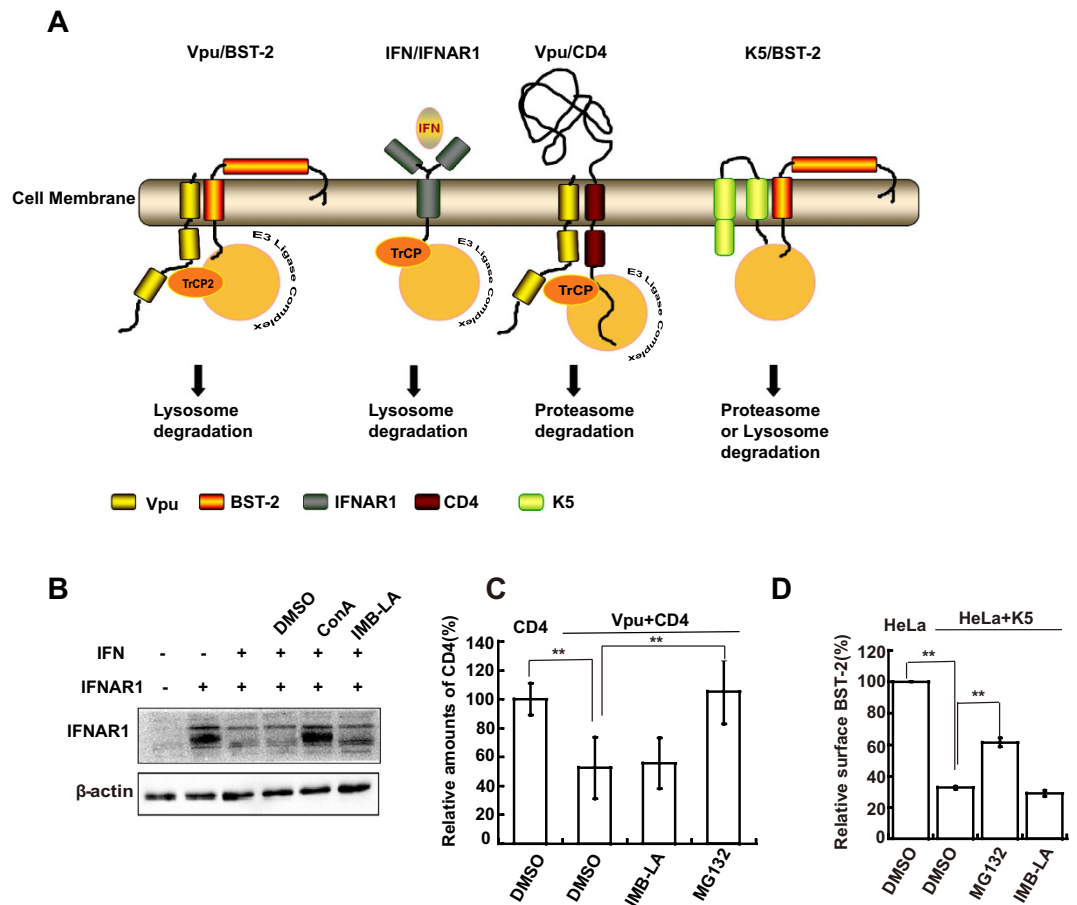 A
Vpu/BST-2 IFN/IFNAR1 Vpu/CD4 K5/BST-2
IFN
Cell Membrane
TrCP2 E3 Ligase Complex
TrCP E3 Ligase Complex
TrCP E3 Ligase Complex
Lysosome degradation
Lysosome degradation
Proteasome degradation
Proteasome or Lysosome degradation
Vpu BST-2 IFNAR1 CD4 K5
B
DMSO ConA IMB-LA
IFN - - + + + +
IFNAR1 - + + + + +
IFNAR1
β-actin
C
CD4 Vpu+CD4
** **
Relative amounts of CD4(%)
140
120
100
80
60
40
20
0
DMSO DMSO IMB-LA MG132
D
HeLa HeLa+K5
** **
Relative surface BST-2(%)
120
100
80
60
40
20
0
DMSO DMSO MG132 IMB-LA